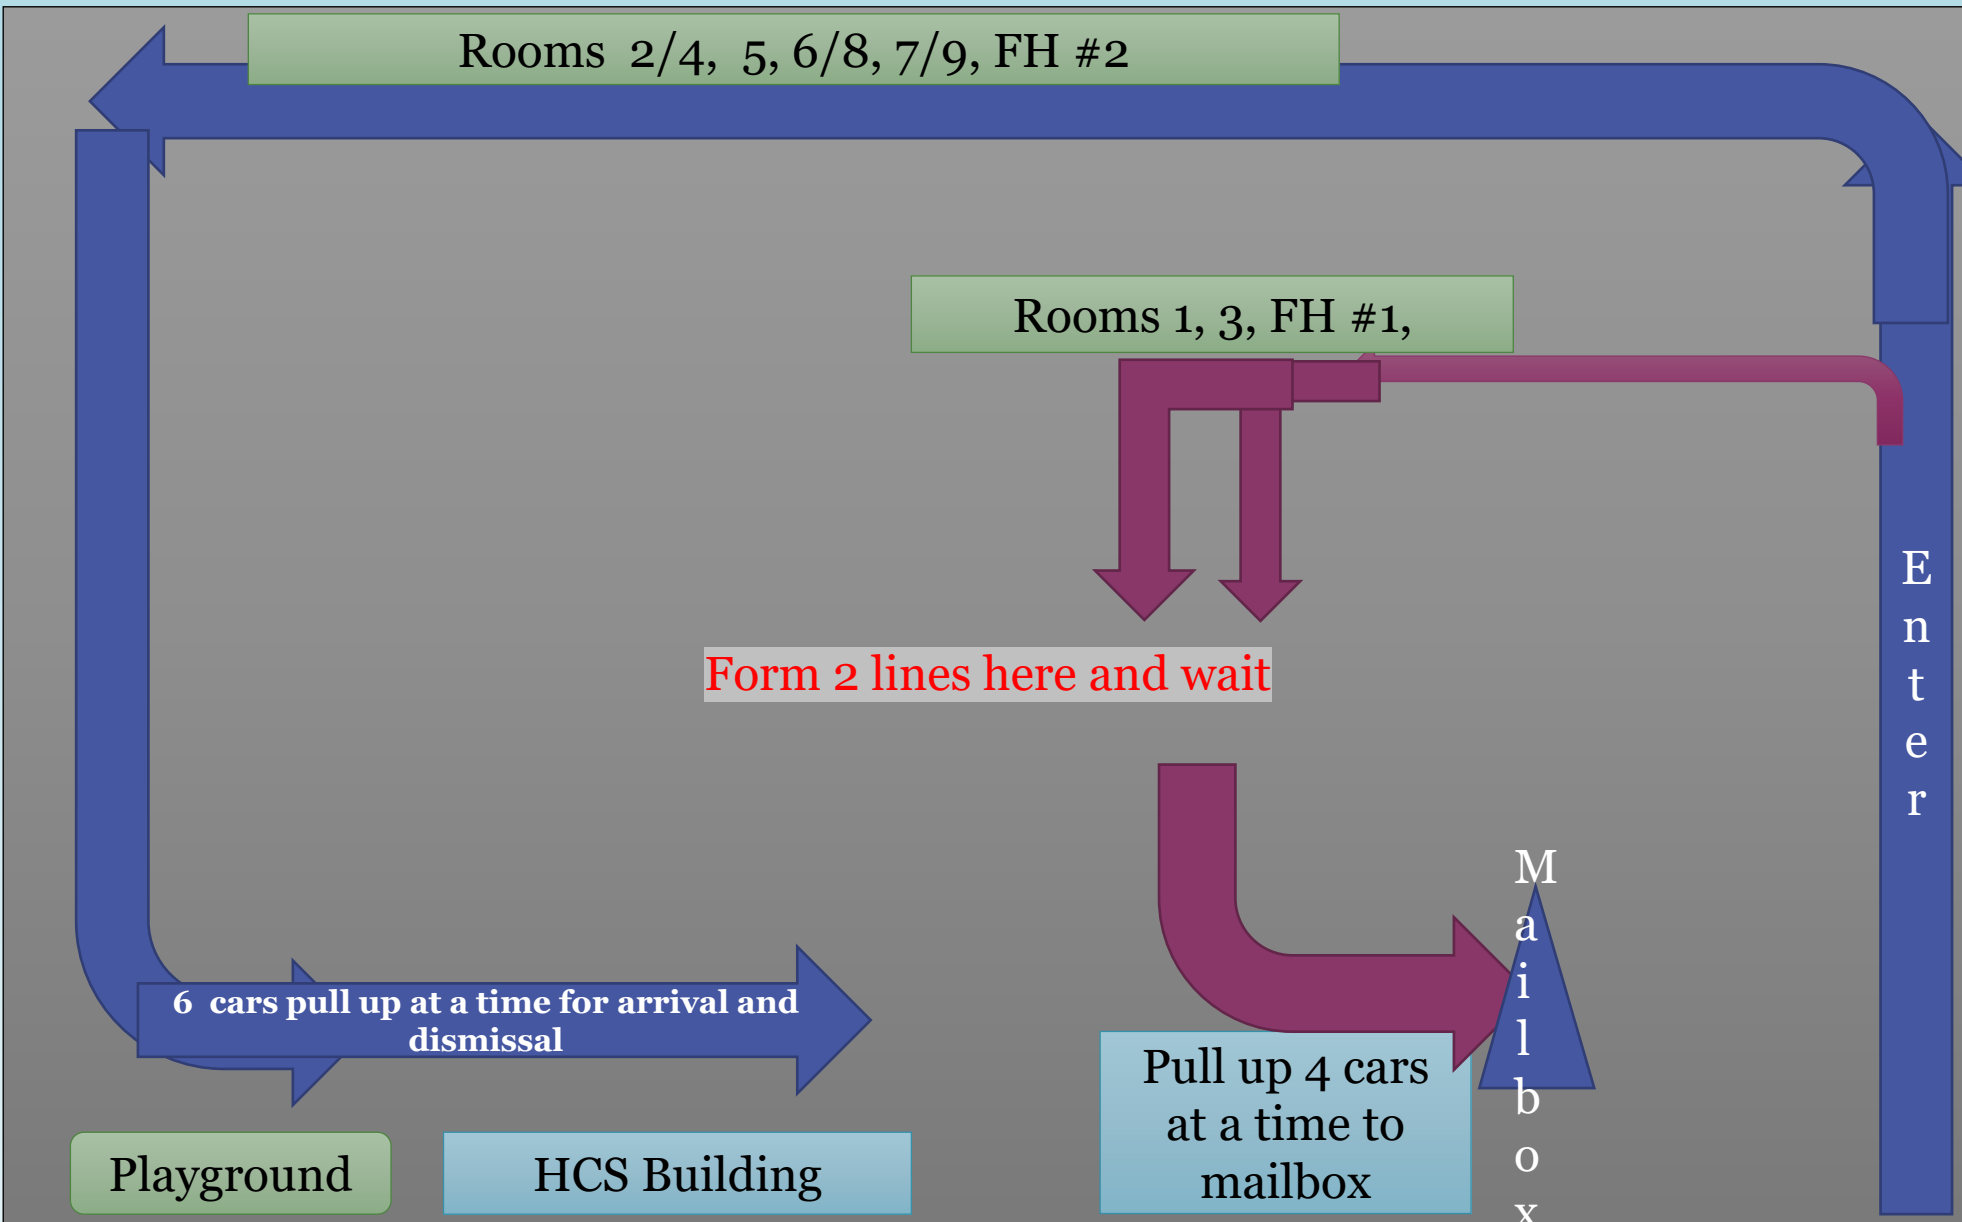 Rooms 2/4, 5, 6/8, 7/9, FH #2
Rooms 1, 3, FH #1,
Enter
Form 2 lines here and wait
Mailbox
6 cars pull up at a time for arrival and
dismissal
Pull up 4 cars
at a time to
mailbox
Playground
HCS Building